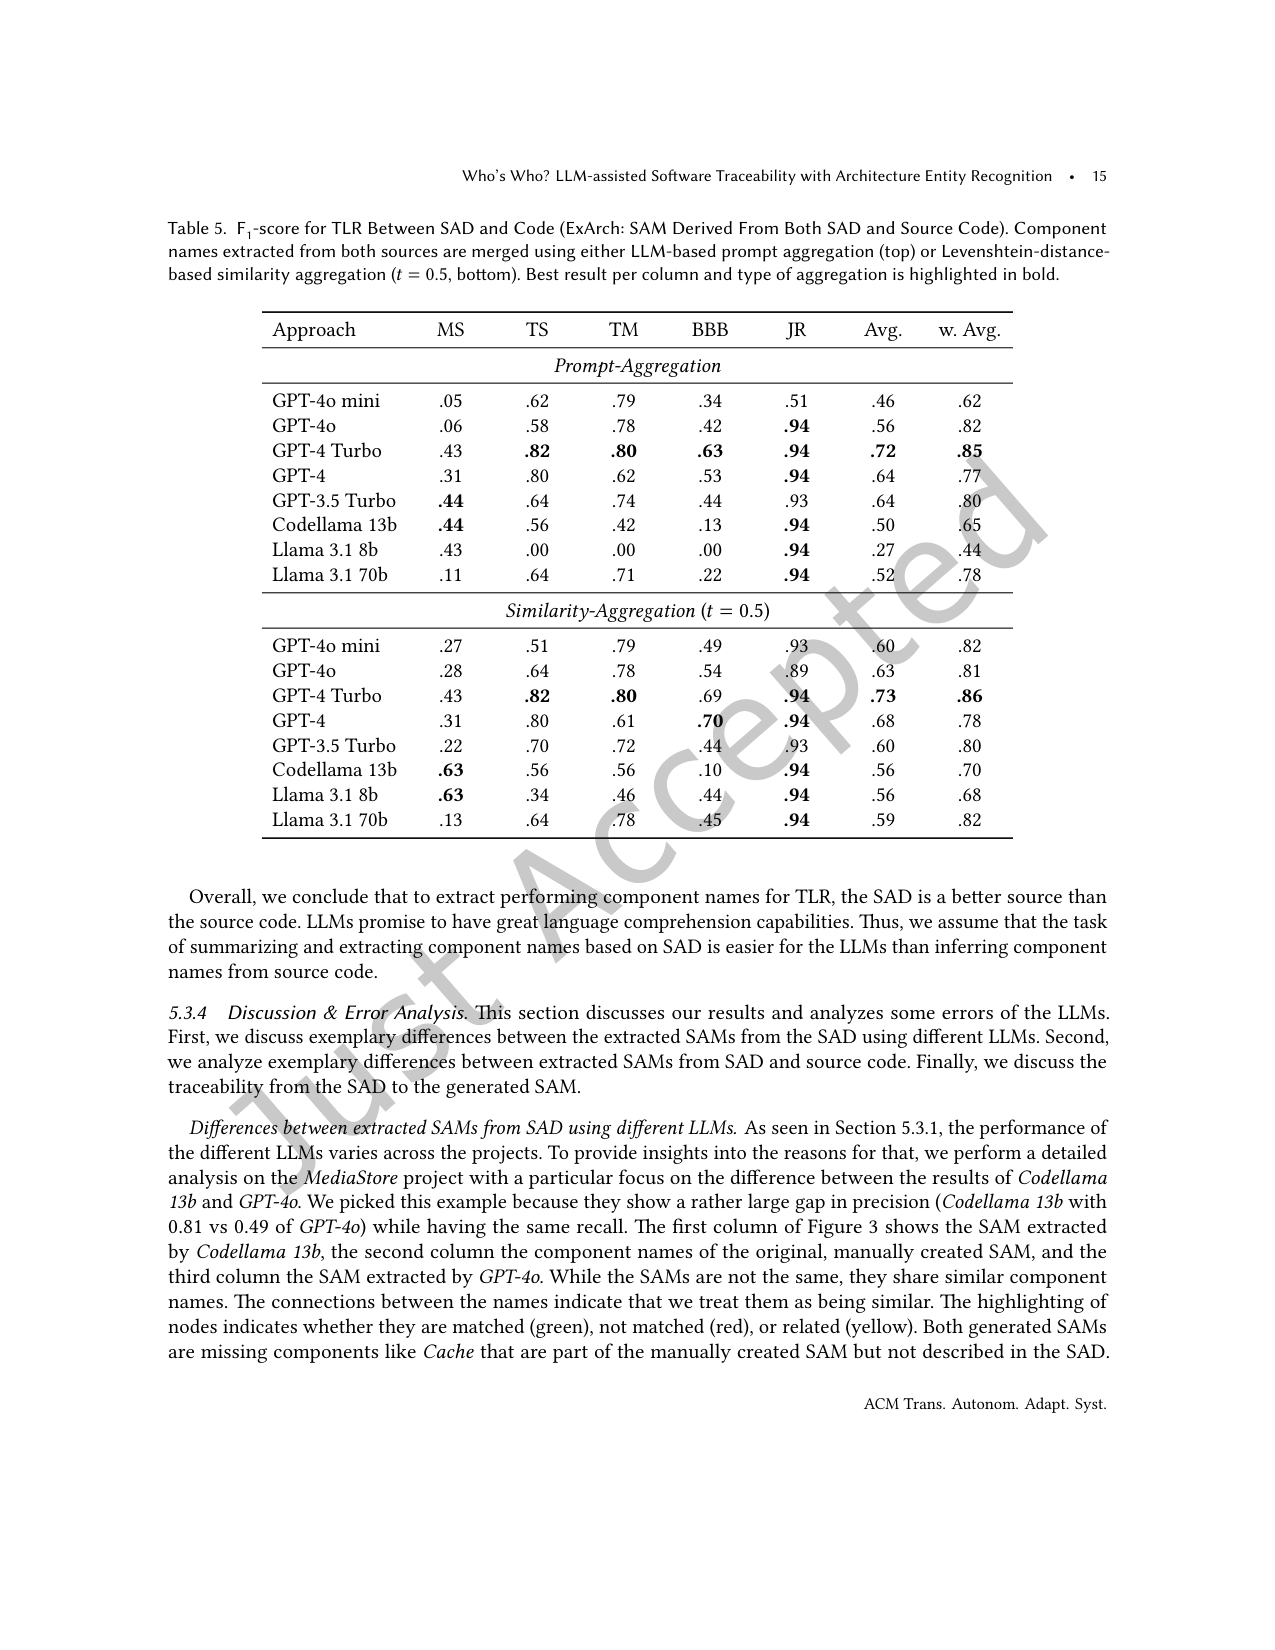 Who's Who? LLM-assisted Software Traceability with Architecture Entity Recognition • 15
Table 5. F1-score for TLR Between SAD and Code (ExArch: SAM Derived From Both SAD and Source Code). Component
names extracted from both sources are merged using either LLM-based prompt aggregation (top) or Levenshtein-distance-
based similarity aggregation (t = 0.5, bottom). Best result per column and type of aggregation is highlighted in bold.
Approach MS TS TM BBB JR Avg. w. Avg.
Prompt-Aggregation
GPT-4o mini .05 .62 .79 .34 .51 .46 .62
GPT-4o .06 .58 .78 .42 .94 .56 .82
GPT-4 Turbo .43 .82 .80 .63 .94 .72 .85
GPT-4 .31 .80 .62 .53 .94 .64 .77
GPT-3.5 Turbo .44 .64 .74 .44 .93 .64 .80
Codellama 13b .44 .56 .42 .13 .94 .50 .65
Llama 3.1 8b .43 .00 .00 .00 .94 .27 .44
Llama 3.1 70b .11 .64 .71 .22 .94 .52 .78
Similarity-Aggregation (t = 0.5)
GPT-4o mini .27 .51 .79 .49 .93 .60 .82
GPT-4o .28 .64 .78 .54 .89 .63 .81
GPT-4 Turbo .43 .82 .80 .69 .94 .73 .86
GPT-4 .31 .80 .61 .70 .94 .68 .78
GPT-3.5 Turbo .22 .70 .72 .44 .93 .60 .80
Codellama 13b .63 .56 .56 .10 .94 .56 .70
Llama 3.1 8b .63 .34 .46 .44 .94 .56 .68
Llama 3.1 70b .13 .64 .78 .45 .94 .59 .82
Overall, we conclude that to extract performing component names for TLR, the SAD is a better source than
the source code. LLMs promise to have great language comprehension capabilities. Thus, we assume that the task
of summarizing and extracting component names based on SAD is easier for the LLMs than inferring component
names from source code.
5.3.4 Discussion & Error Analysis. This section discusses our results and analyzes some errors of the LLMs.
First, we discuss exemplary differences between the extracted SAMs from the SAD using different LLMs. Second,
we analyze exemplary differences between extracted SAMs from SAD and source code. Finally, we discuss the
traceability from the SAD to the generated SAM.
Differences between extracted SAMs from SAD using different LLMs. As seen in Section 5.3.1, the performance of
the different LLMs varies across the projects. To provide insights into the reasons for that, we perform a detailed
analysis on the MediaStore project with a particular focus on the difference between the results of Codellama
13b and GPT-4o. We picked this example because they show a rather large gap in precision (Codellama 13b with
0.81 vs 0.49 of GPT-4o) while having the same recall. The first column of Figure 3 shows the SAM extracted
by Codellama 13b, the second column the component names of the original, manually created SAM, and the
third column the SAM extracted by GPT-4o. While the SAMs are not the same, they share similar component
names. The connections between the names indicate that we treat them as being similar. The highlighting of
nodes indicates whether they are matched (green), not matched (red), or related (yellow). Both generated SAMs
are missing components like Cache that are part of the manually created SAM but not described in the SAD.
ACM Trans. Autonom. Adapt. Syst.
Just Accepted